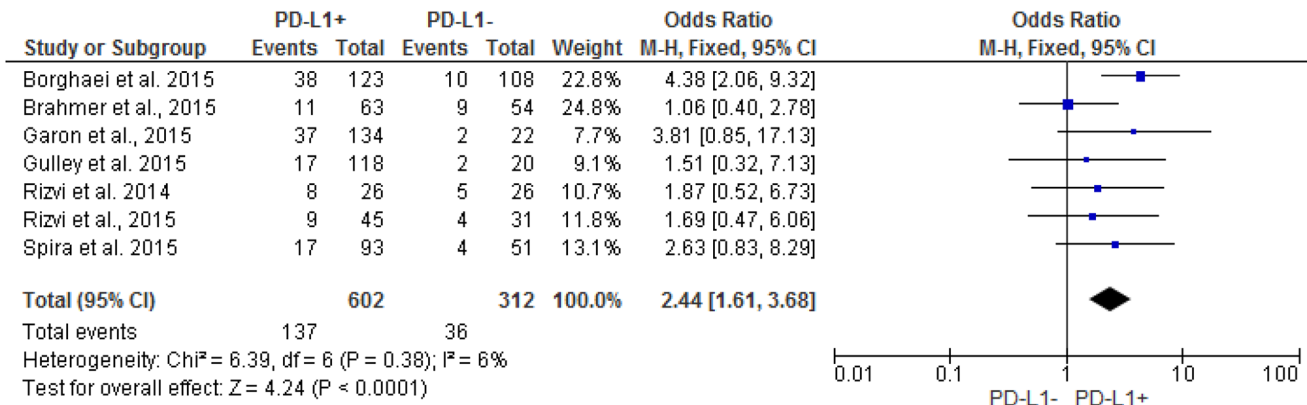 PD-L1+ PD-L1- Odds Ratio Odds Ratio
Study or Subgroup Events Total Events Total Weight M-H, Fixed, 95% CI M-H, Fixed, 95% CI
Borghaei et al. 2015 38 123 10 108 22.8% 4.38 [2.06, 9.32]
Brahmer et al., 2015 11 63 9 54 24.8% 1.06 [0.40, 2.78]
Garon et al., 2015 37 134 2 22 7.7% 3.81 [0.85, 17.13]
Gulley et al. 2015 17 118 2 20 9.1% 1.51 [0.32, 7.13]
Rizvi et al. 2014 8 26 5 26 10.7% 1.87 [0.52, 6.73]
Rizvi et al., 2015 9 45 4 31 11.8% 1.69 [0.47, 6.06]
Spira et al. 2015 17 93 4 51 13.1% 2.63 [0.83, 8.29]
Total (95% CI) 602 312 100.0% 2.44 [1.61, 3.68]
Total events 137 36
Heterogeneity: Chi² = 6.39, df = 6 (P = 0.38); I² = 6%
Test for overall effect: Z = 4.24 (P < 0.0001)
0.01 0.1 1 10 100
PD-L1- PD-L1+